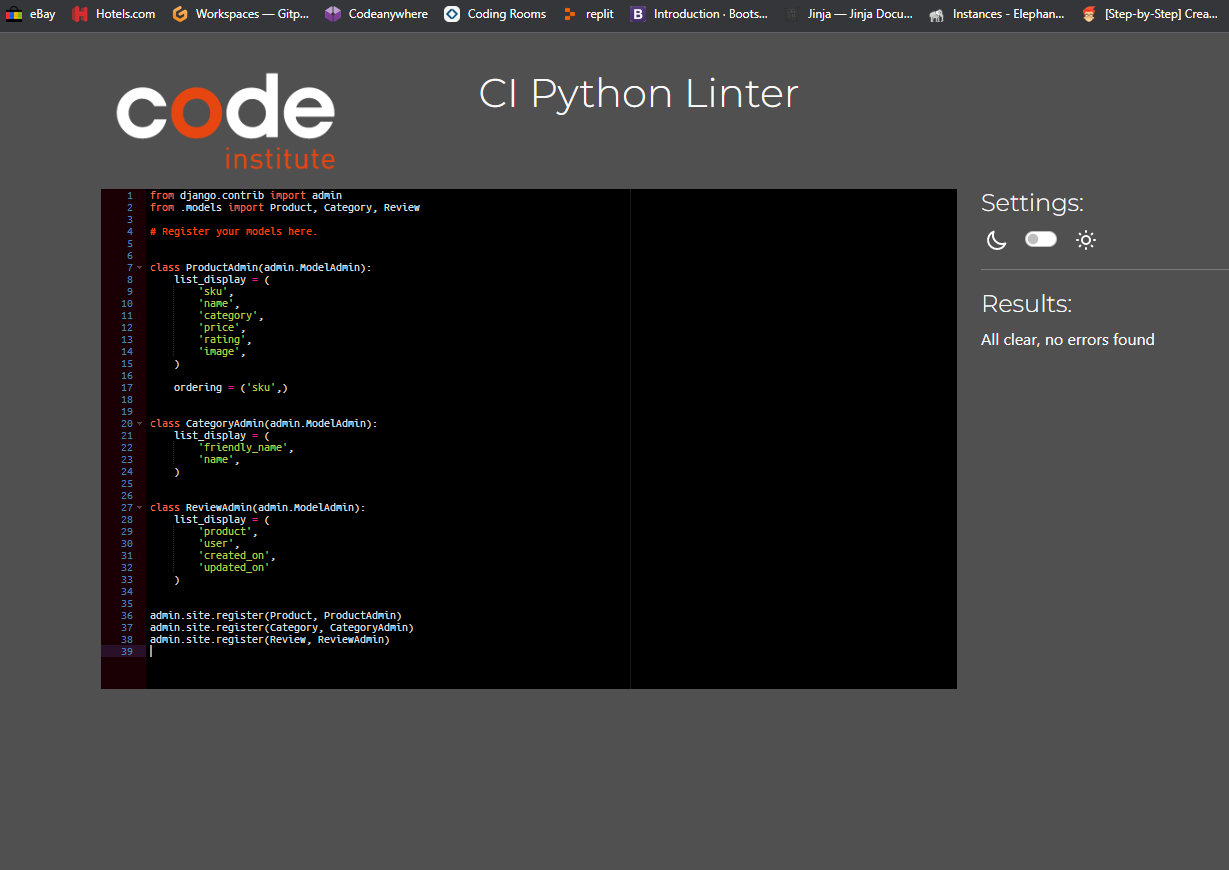 eBay Hotels.com Workspaces — Gitp... Codeanywhere Coding Rooms replit B Introduction · Boots... Jinja — Jinja Docu... Instances - Elephan... [Step-by-Step] Crea...
code
institute
CI Python Linter
1 from django.contrib import admin
2 from .models import Product, Category, Review
3
4 # Register your models here.
5
6
7 class ProductAdmin(admin.ModelAdmin):
8     list_display = (
9         'sku',
10         'name',
11         'category',
12         'price',
13         'rating',
14         'image',
15     )
16
17     ordering = ('sku',)
18
19
20 class CategoryAdmin(admin.ModelAdmin):
21     list_display = (
22         'friendly_name',
23         'name',
24     )
25
26
27 class ReviewAdmin(admin.ModelAdmin):
28     list_display = (
29         'product',
30         'user',
31         'created_on',
32         'updated_on'
33     )
34
35
36 admin.site.register(Product, ProductAdmin)
37 admin.site.register(Category, CategoryAdmin)
38 admin.site.register(Review, ReviewAdmin)
39
Settings:
Results:
All clear, no errors found